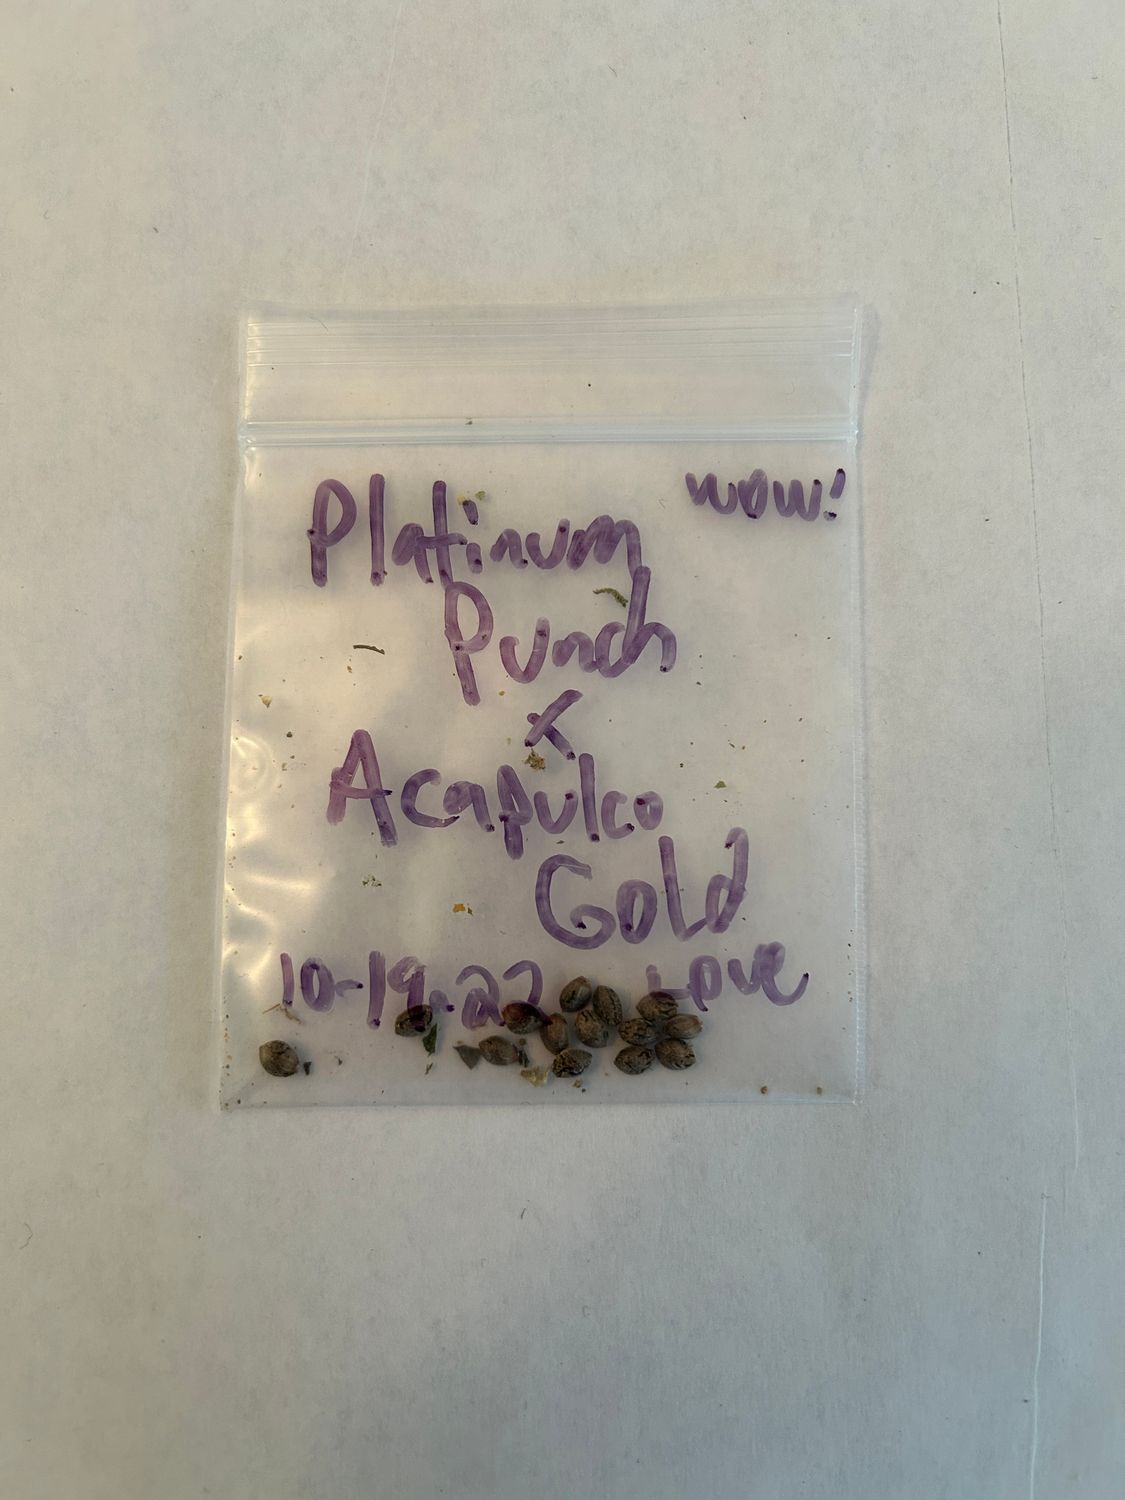 wow!
Platinum
Punch
x
Acapulco
Gold
10-19-22 Love